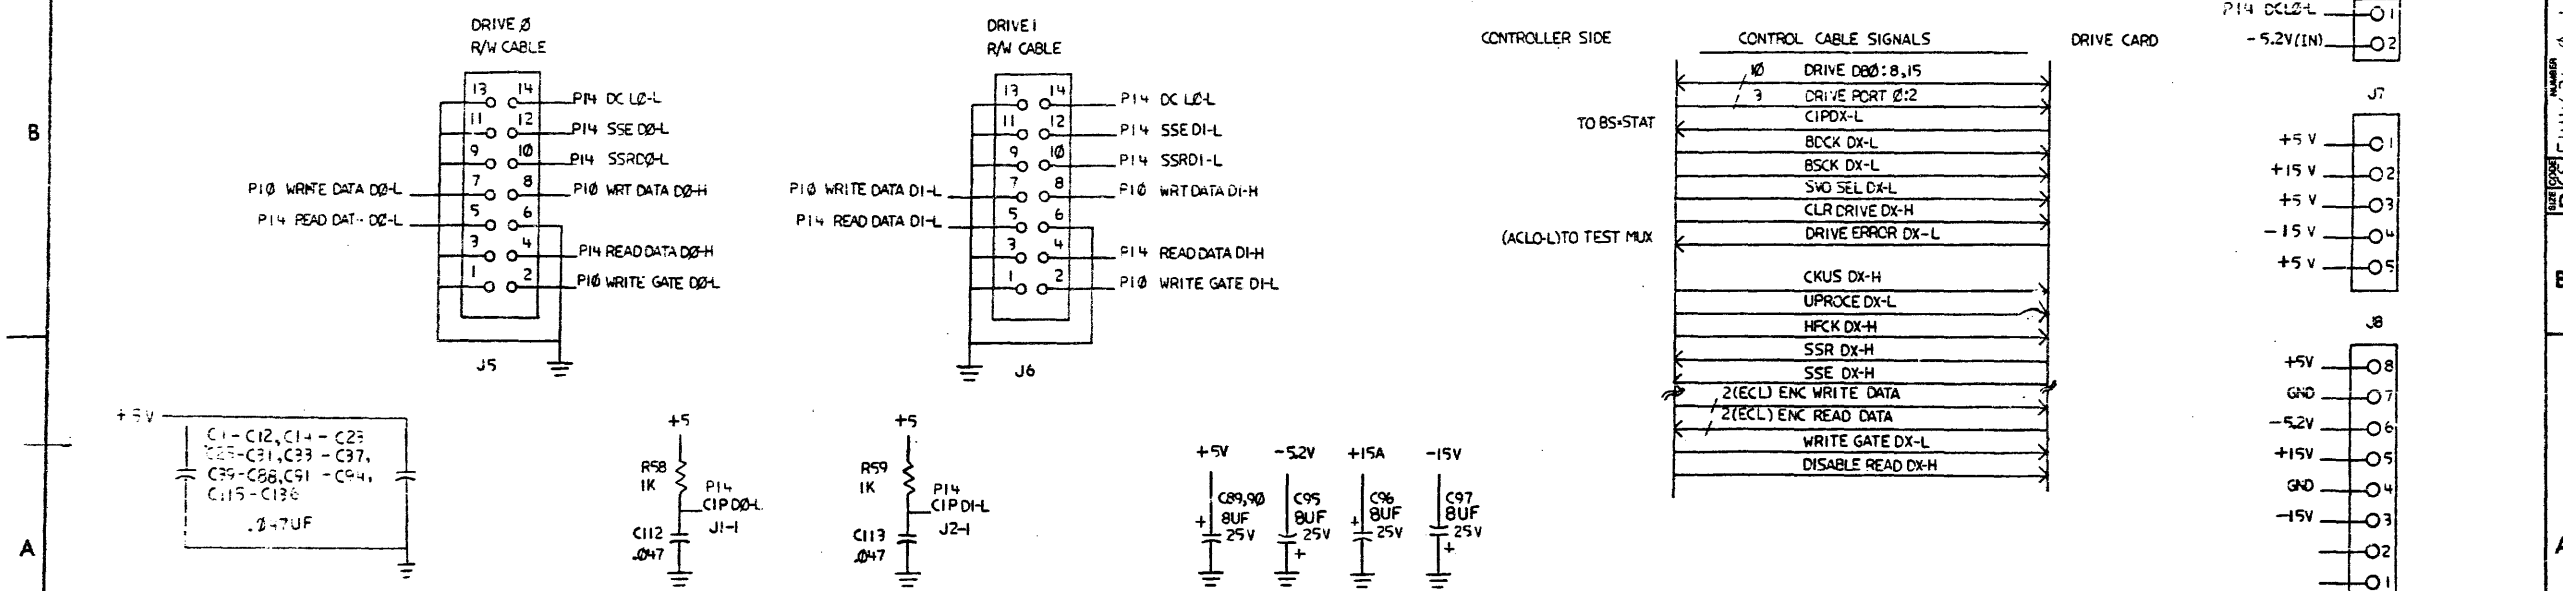 DRIVE Ø
R/W CABLE
13 14
P14 DC LØ-L
11 12
P14 SSE DØ-L
9 10
P14 SSRDØ-L
P1Ø WRITE DATA DØ-L
7 8
P1Ø WRT DATA DØ-H
P14 READ DAT DØ-L
5 6
3 4
P14 READ DATA DØ-H
1 2
P1Ø WRITE GATE DØ-L
J5
DRIVE 1
R/W CABLE
13 14
P14 DC LØ-L
11 12
P14 SSE D1-L
9 1Ø
P14 SSRD1-L
P1Ø WRITE DATA D1-L
7 8
P1Ø WRT DATA D1-H
P14 READ DATA D1-L
5 6
3 4
P14 READ DATA D1-H
1 2
P1Ø WRITE GATE D1-L
J6
CONTROLLER SIDE
CONTROL CABLE SIGNALS
DRIVE CARD
1Ø DRIVE DBØ:8,15
3 DRIVE PORT Ø:2
TO BS=STAT
CIPDX-L
BDCK DX-L
BSCK DX-L
SVO SEL DX-L
CLR DRIVE DX-H
(ACLO-L)TO TEST MUX
DRIVE ERROR DX-L
CKUS DX-H
UPROCE DX-L
HFCK DX-H
SSR DX-H
SSE DX-H
2(ECL) ENC WRITE DATA
2(ECL) ENC READ DATA
WRITE GATE DX-L
DISABLE READ DX-H
P14 DCLØ-L
1
-5.2V(IN)
2
J7
+5 V
1
+15 V
2
+5 V
3
-15 V
4
+5 V
5
J8
+5V
8
GND
7
-5.2V
6
+15V
5
GND
4
-15V
3
2
1
NUMBER
SIZE CODE
B
A
+5V
C1-C12,C14-C23
C25-C31,C33-C37,
C39-C88,C91-C94,
C115-C136
.Ø47UF
+5
R58
1K
P14
CIPDØ-L
J1-1
C112
.Ø47
+5
R59
1K
P14
CIPD1-L
J2-1
C113
.Ø47
+5V
C89,9Ø
8UF
25V
+
-5.2V
C95
8UF
25V
+
+15A
C96
8UF
25V
+
-15V
C97
8UF
25V
+